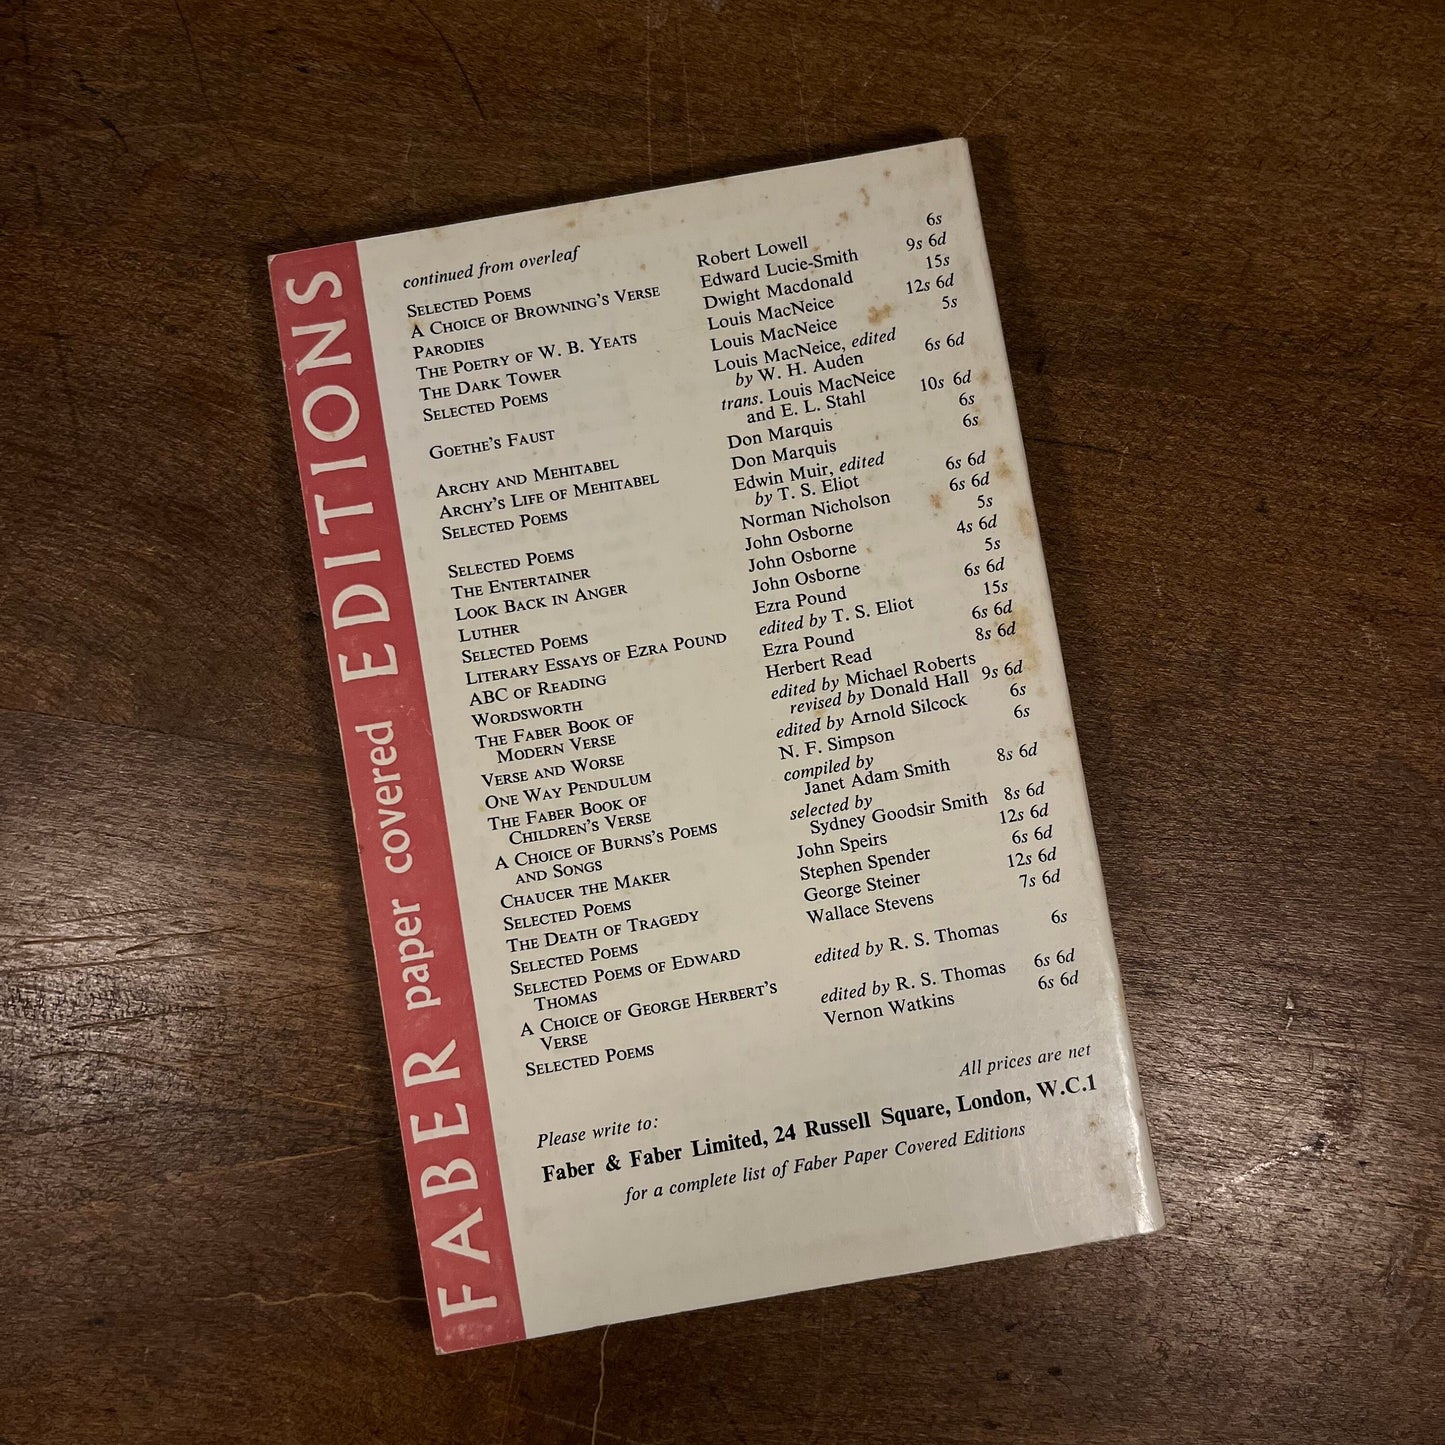 FABER paper covered EDITIONS
continued from overleaf
SELECTED POEMS Robert Lowell 6s
A CHOICE OF BROWNING'S VERSE Edward Lucie-Smith 9s 6d
PARODIES Dwight Macdonald 15s
THE POETRY OF W. B. YEATS Louis MacNeice 12s 6d
THE DARK TOWER Louis MacNeice 5s
SELECTED POEMS Louis MacNeice, edited
by W. H. Auden 6s 6d
GOETHE'S FAUST trans. Louis MacNeice
and E. L. Stahl 10s 6d
ARCHY AND MEHITABEL Don Marquis 6s
ARCHY'S LIFE OF MEHITABEL Don Marquis 6s
SELECTED POEMS Edwin Muir, edited
by T. S. Eliot 6s 6d
SELECTED POEMS Norman Nicholson 6s 6d
THE ENTERTAINER John Osborne 5s
LOOK BACK IN ANGER John Osborne 4s 6d
LUTHER John Osborne 5s
SELECTED POEMS Ezra Pound 6s 6d
LITERARY ESSAYS OF EZRA POUND edited by T. S. Eliot 15s
ABC OF READING Ezra Pound 6s 6d
WORDSWORTH Herbert Read 8s 6d
THE FABER BOOK OF edited by Michael Roberts
MODERN VERSE revised by Donald Hall 9s 6d
VERSE AND WORSE edited by Arnold Silcock 6s
ONE WAY PENDULUM N. F. Simpson 6s
THE FABER BOOK OF compiled by
CHILDREN'S VERSE Janet Adam Smith 8s 6d
A CHOICE OF BURNS'S POEMS selected by
AND SONGS Sydney Goodsir Smith 8s 6d
CHAUCER THE MAKER John Speirs 12s 6d
SELECTED POEMS Stephen Spender 6s 6d
THE DEATH OF TRAGEDY George Steiner 12s 6d
SELECTED POEMS Wallace Stevens 7s 6d
SELECTED POEMS OF EDWARD
THOMAS edited by R. S. Thomas 6s
A CHOICE OF GEORGE HERBERT'S
VERSE edited by R. S. Thomas 6s 6d
SELECTED POEMS Vernon Watkins 6s 6d
All prices are net
Please write to:
Faber & Faber Limited, 24 Russell Square, London, W.C.1
for a complete list of Faber Paper Covered Editions